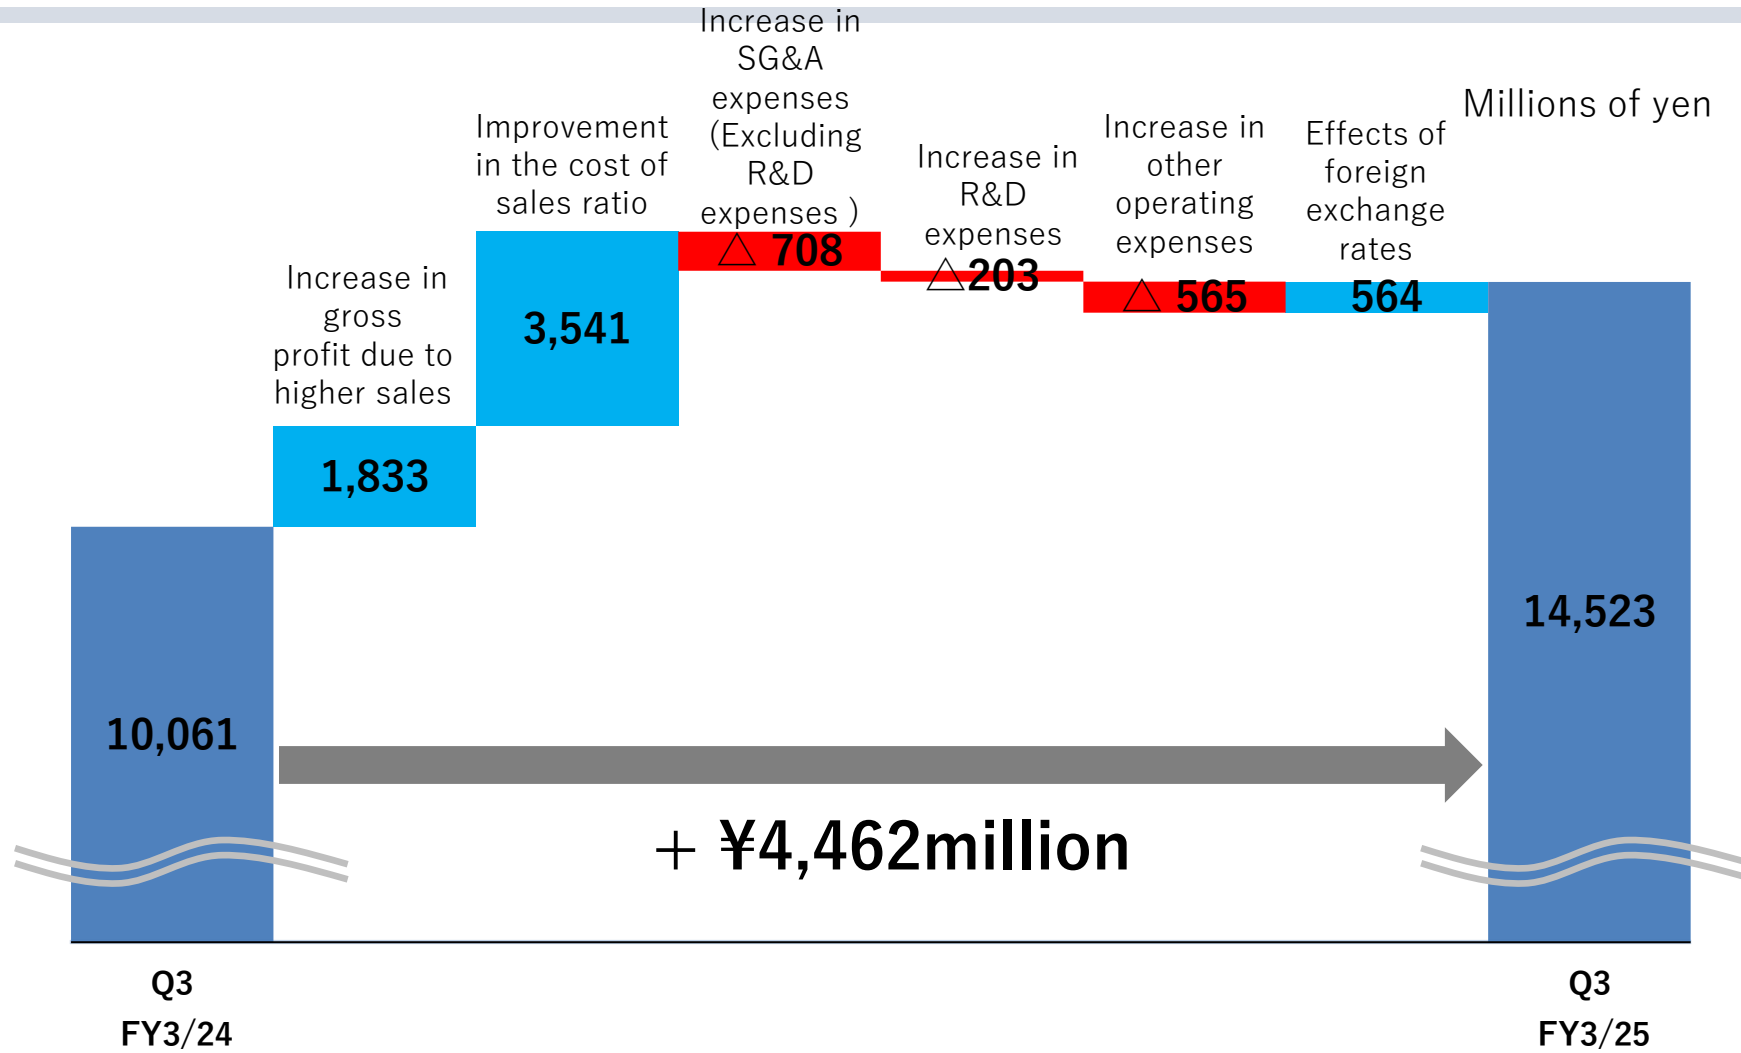 Millions of yen
Increase in
gross
profit due to
higher sales
1,833
Improvement
in the cost of
sales ratio
3,541
Increase in
SG&A
expenses
(Excluding
R&D
expenses )
△ 708
Increase in
R&D
expenses
△203
Increase in
other
operating
expenses
△ 565
Effects of
foreign
exchange
rates
564
10,061
14,523
+ ¥4,462million
Q3
FY3/24
Q3
FY3/25